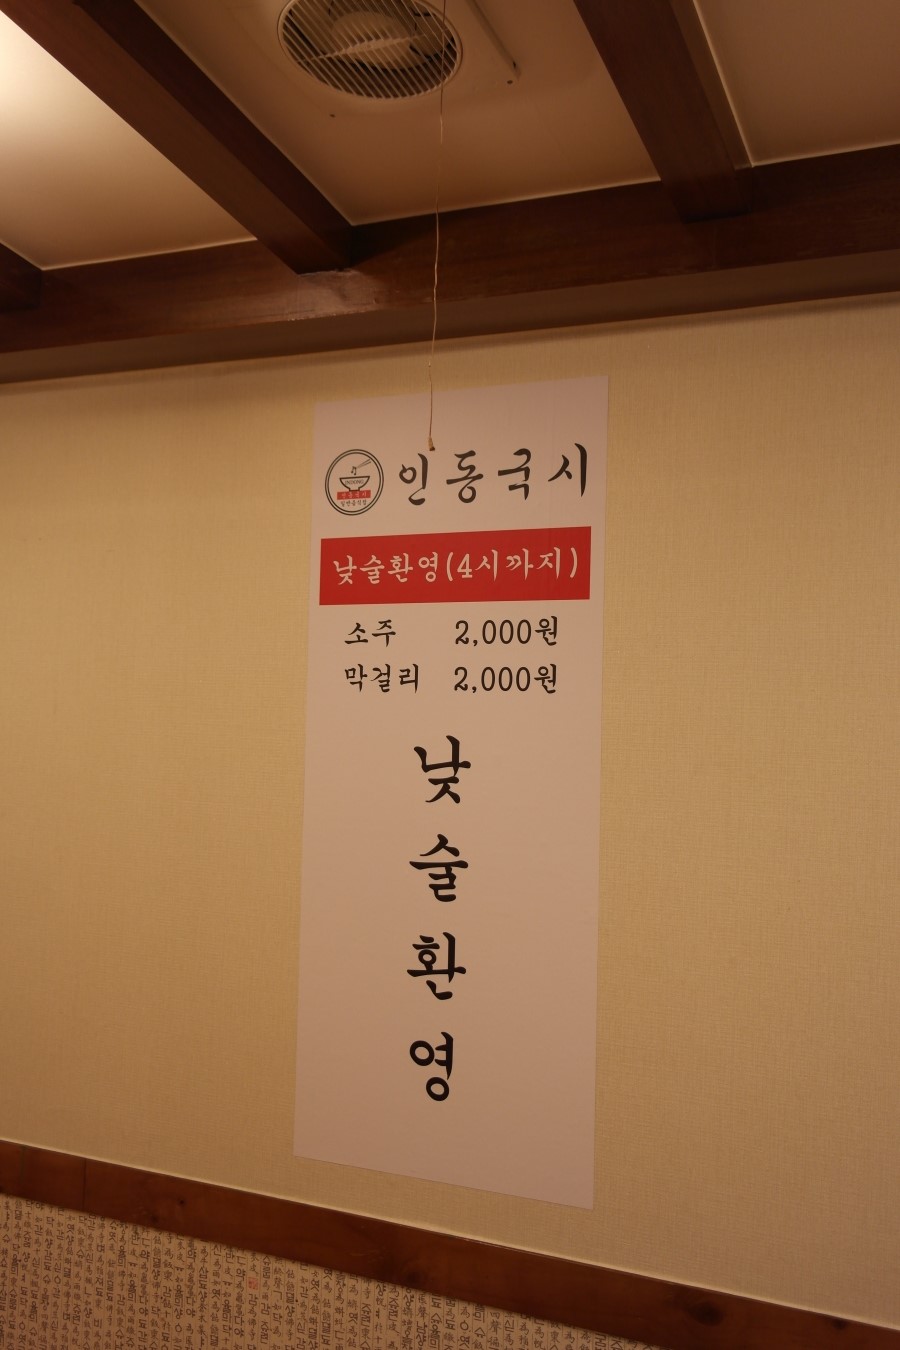 인동국시
낮술환영(4시까지)
소주 2,000원
막걸리 2,000원
낮
술
환
영